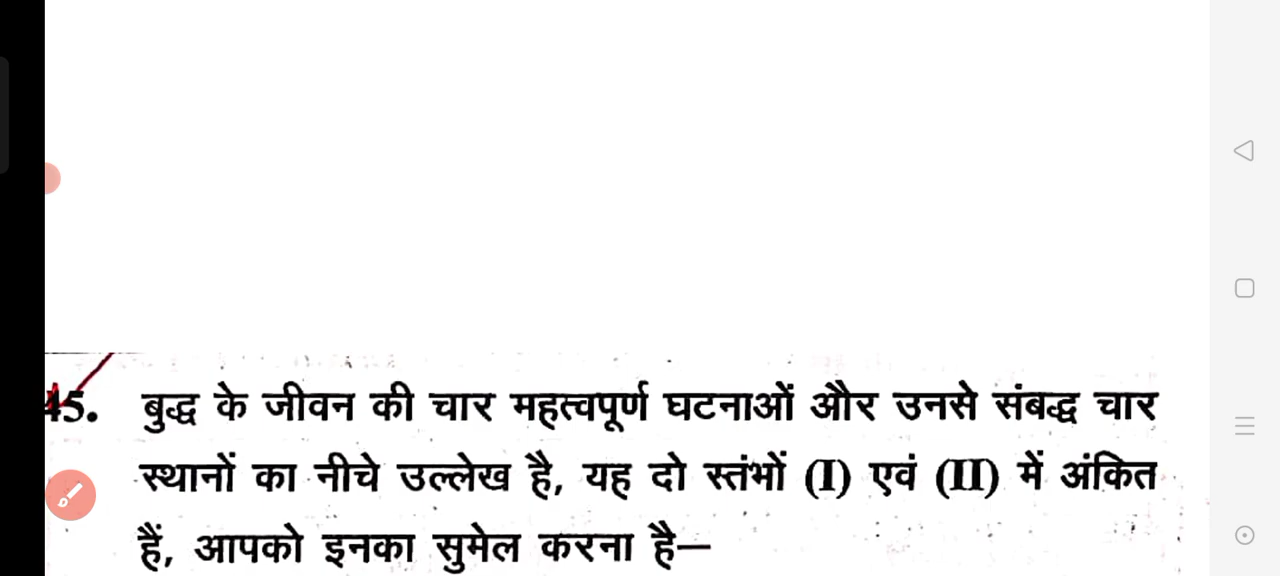 45. बुद्ध के जीवन की चार महत्वपूर्ण घटनाओं और उनसे संबद्ध चार
स्थानों का नीचे उल्लेख है, यह दो स्तंभों (I) एवं (II) में अंकित
हैं, आपको इनका सुमेल करना है—